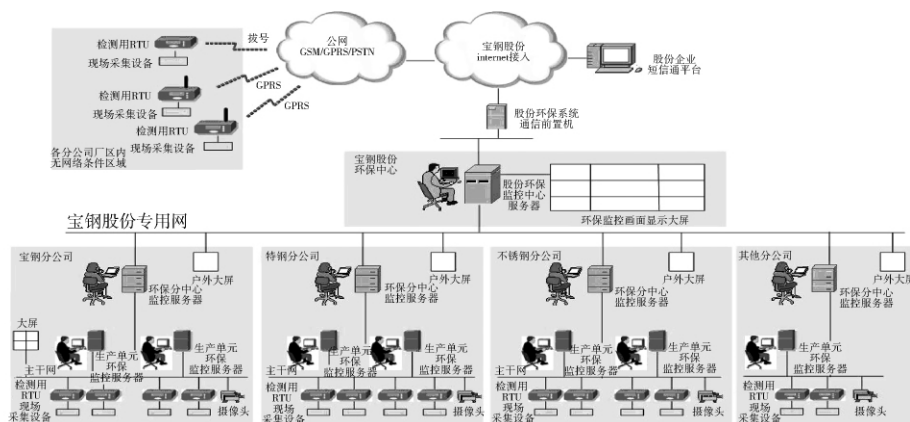 检测用RTU
现场采集设备
检测用RTU
现场采集设备
检测用RTU
现场采集设备
各分公司厂区内
无网络条件区域
拨号
GPRS
GPRS
公网
GSM/GPRS/PSTN
宝钢股份
internet接入
股份企业
短信通平台
股份环保系统
通信前置机
宝钢股份
环保中心
股份环保
监控中心
服务器
环保监控画面显示大屏
宝钢股份专用网
宝钢分公司
户外大屏
环保分中心
监控服务器
大屏
生产单元
环保
监控服务器
生产单元
环保
监控服务器
主干网
检测用
RTU
现场
采集设备
摄像头
特钢分公司
户外大屏
环保分中心
监控服务器
生产单元
环保
监控服务器
生产单元
环保
监控服务器
主干网
检测用
RTU
现场
采集设备
摄像头
不锈钢分公司
户外大屏
环保分中心
监控服务器
生产单元
环保
监控服务器
生产单元
环保
监控服务器
主干网
检测用
RTU
现场
采集设备
摄像头
其他分公司
户外大屏
环保分中心
监控服务器
生产单元
环保
监控服务器
生产单元
环保
监控服务器
主干网
检测用
RTU
现场
采集设备
摄像头